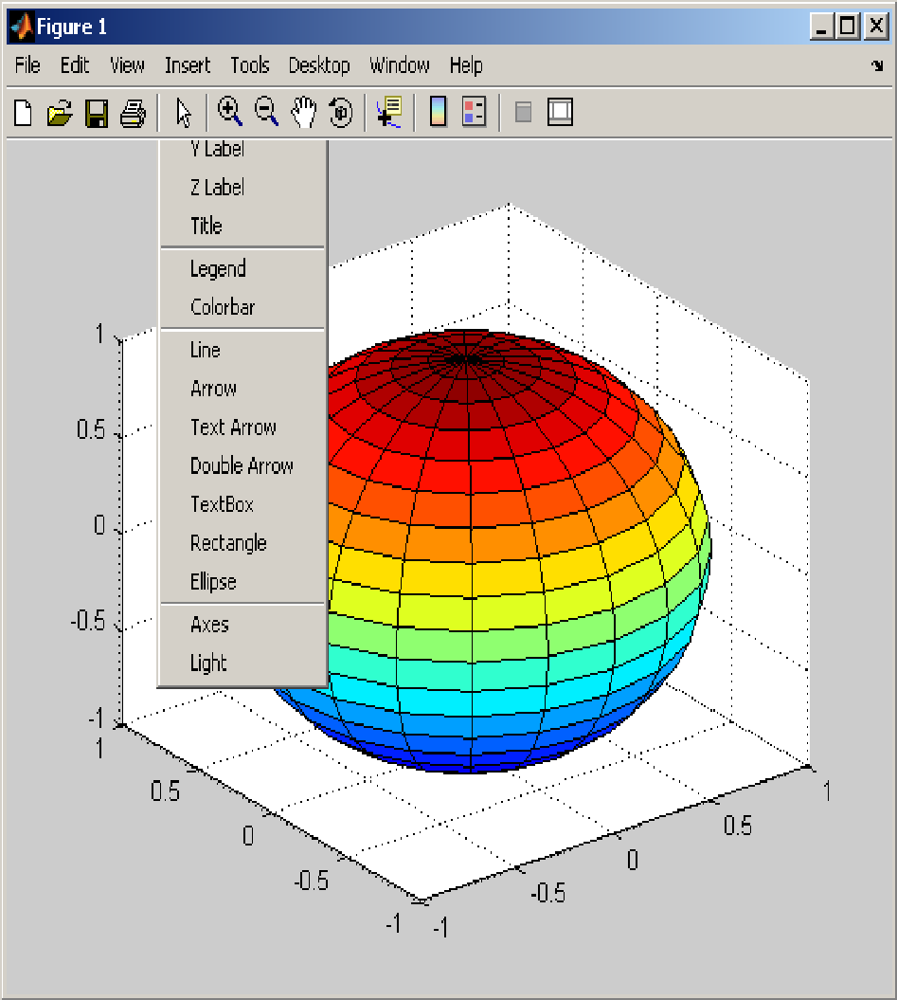 Figure 1
File Edit View Insert Tools Desktop Window Help
Y Label
Z Label
Title
Legend
Colorbar
Line
Arrow
Text Arrow
Double Arrow
TextBox
Rectangle
Ellipse
Axes
Light
1
0.5
0
-0.5
-1
1
0.5
0
-0.5
-1
-1
-0.5
0
0.5
1